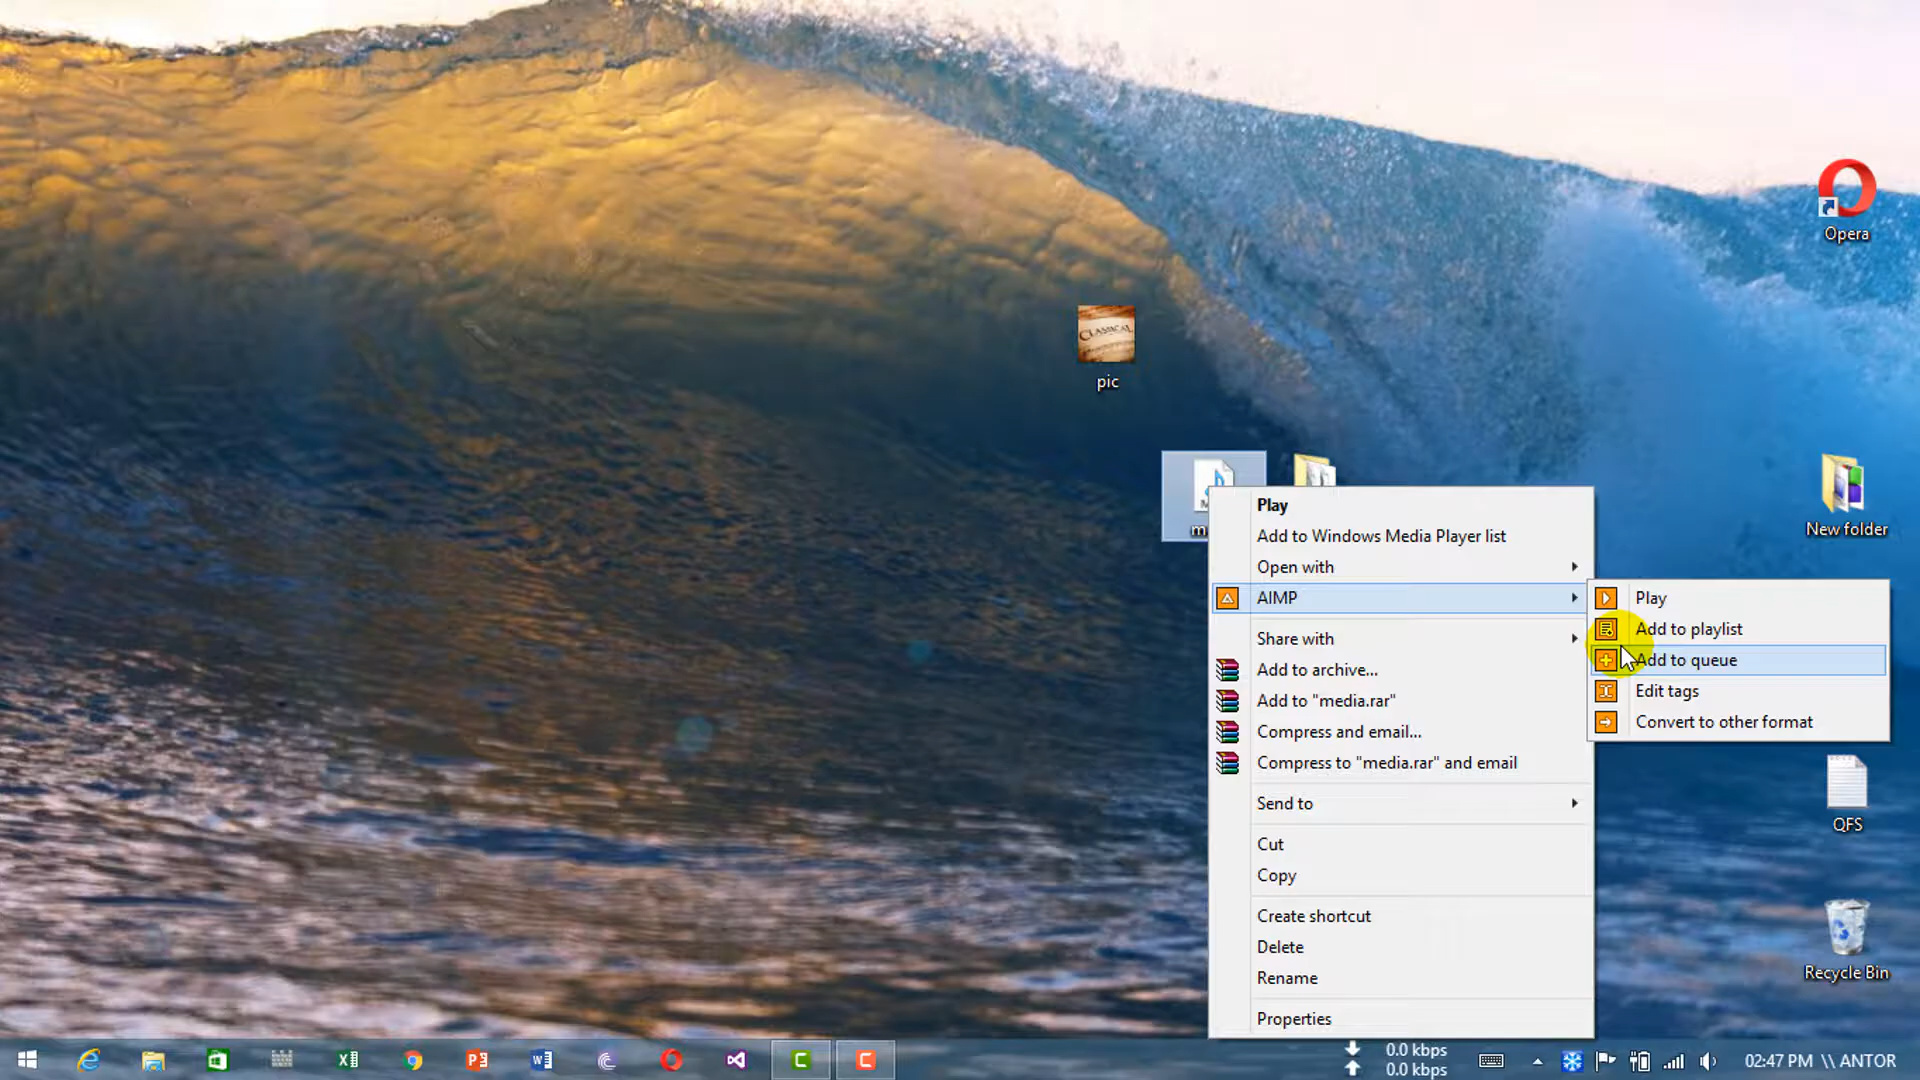 Opera
CLASSICAL
pic
New folder
Play
Add to Windows Media Player list
Open with
AIMP
Share with
Add to archive...
Add to "media.rar"
Compress and email...
Compress to "media.rar" and email
Send to
Cut
Copy
Create shortcut
Delete
Rename
Properties
Play
Add to playlist
Add to queue
Edit tags
Convert to other format
QFS
Recycle Bin
0.0 kbps
0.0 kbps
02:47 PM \\ ANTOR